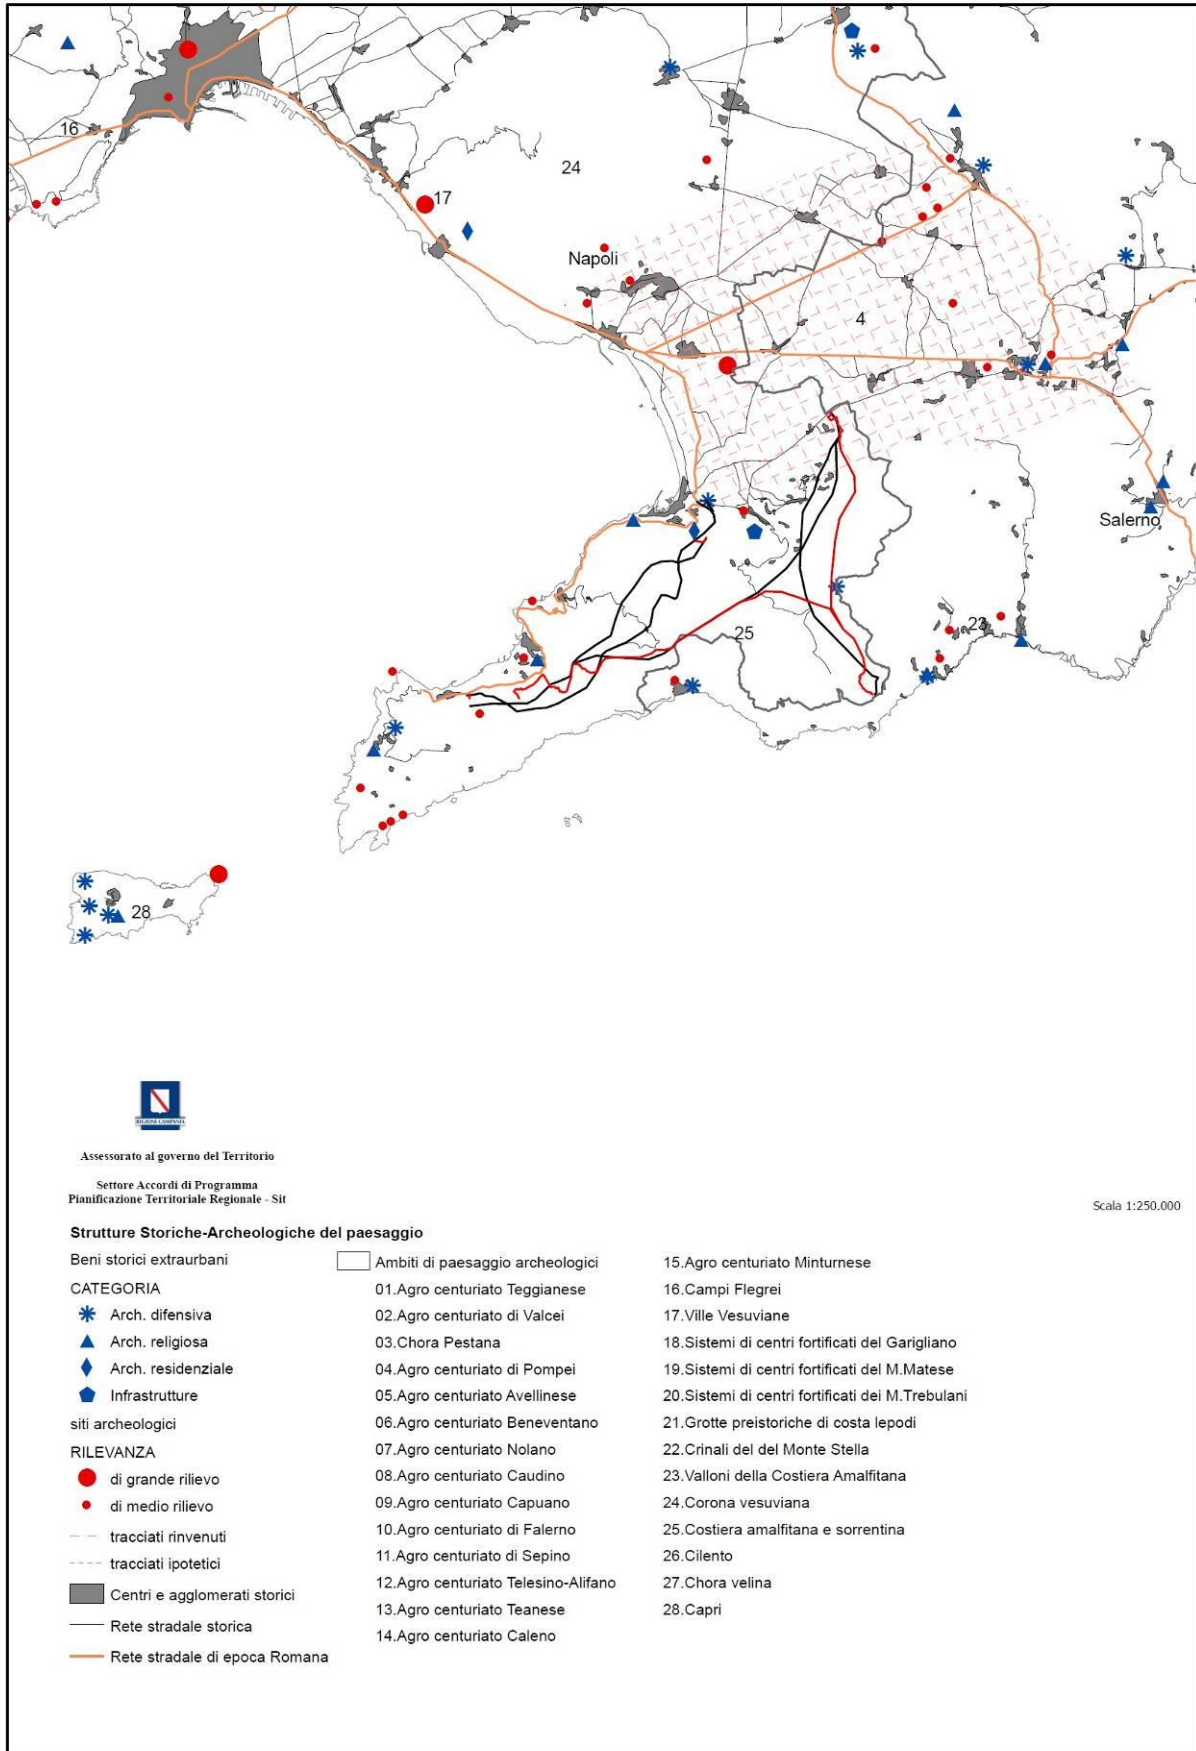 16
17
24
Napoli
4
Salerno
23
25
28
REGIONE CAMPANIA
Assessorato al governo del Territorio
Settore Accordi di Programma
Pianificazione Territoriale Regionale - Sit
Scala 1:250.000
Strutture Storiche-Archeologiche del paesaggio
Beni storici extraurbani
CATEGORIA
Arch. difensiva
Arch. religiosa
Arch. residenziale
Infrastrutture
siti archeologici
RILEVANZA
di grande rilievo
di medio rilievo
tracciati rinvenuti
tracciati ipotetici
Centri e agglomerati storici
Rete stradale storica
Rete stradale di epoca Romana
Ambiti di paesaggio archeologici
01.Agro centuriato Teggianese
02.Agro centuriato di Valcei
03.Chora Pestana
04.Agro centuriato di Pompei
05.Agro centuriato Avellinese
06.Agro centuriato Beneventano
07.Agro centuriato Nolano
08.Agro centuriato Caudino
09.Agro centuriato Capuano
10.Agro centuriato di Falerno
11.Agro centuriato di Sepino
12.Agro centuriato Telesino-Alifano
13.Agro centuriato Teanese
14.Agro centuriato Caleno
15.Agro centuriato Minturnese
16.Campi Flegrei
17.Ville Vesuviane
18.Sistemi di centri fortificati del Garigliano
19.Sistemi di centri fortificati del M.Matese
20.Sistemi di centri fortificati dei M.Trebulani
21.Grotte preistoriche di costa lepodi
22.Crinali del del Monte Stella
23.Valloni della Costiera Amalfitana
24.Corona vesuviana
25.Costiera amalfitana e sorrentina
26.Cilento
27.Chora velina
28.Capri